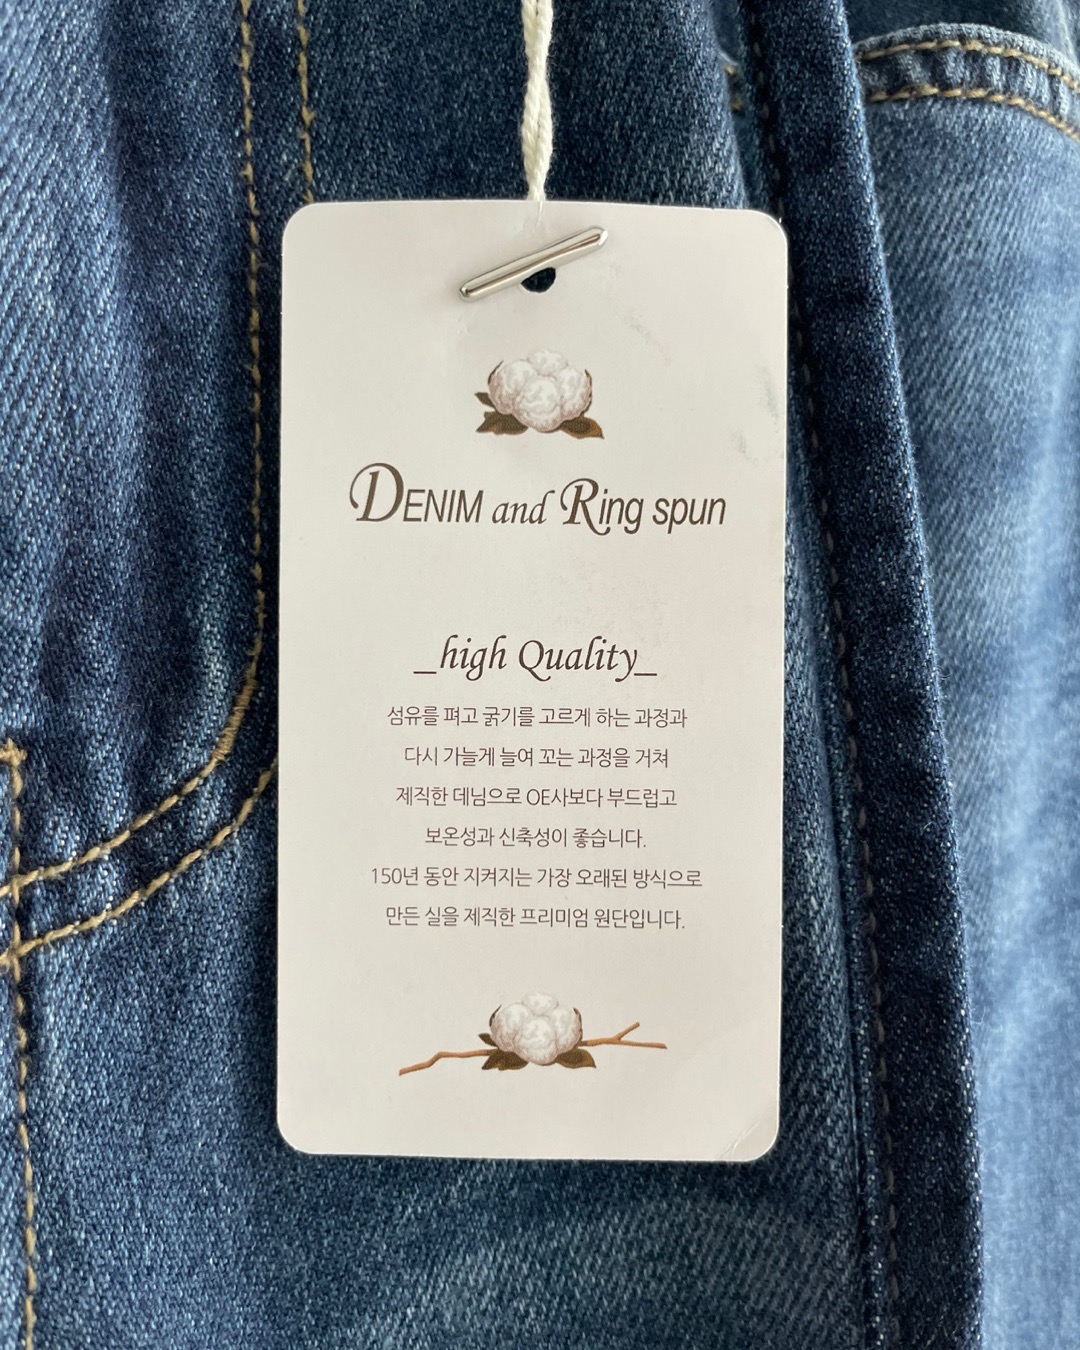 DENIM and Ring spun
_high Quality_
섬유를 펴고 굵기를 고르게 하는 과정과
다시 가늘게 늘여 꼬는 과정을 거쳐
제직한 데님으로 OE사보다 부드럽고
보온성과 신축성이 좋습니다.
150년 동안 지켜지는 가장 오래된 방식으로
만든 실을 제직한 프리미엄 원단입니다.